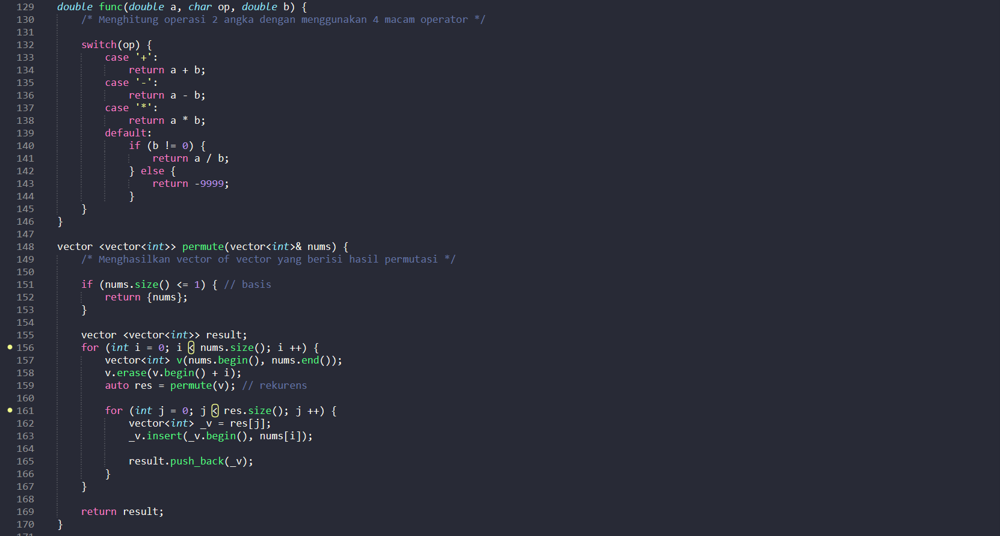 129 double func(double a, char op, double b) {
130     /* Menghitung operasi 2 angka dengan menggunakan 4 macam operator */
131
132     switch(op) {
133         case '+':
134             return a + b;
135         case '-':
136             return a - b;
137         case '*':
138             return a * b;
139         default:
140             if (b != 0) {
141                 return a / b;
142             } else {
143                 return -9999;
144             }
145     }
146 }
147
148 vector <vector<int>> permute(vector<int>& nums) {
149     /* Menghasilkan vector of vector yang berisi hasil permutasi */
150
151     if (nums.size() <= 1) { // basis
152         return {nums};
153     }
154
155     vector <vector<int>> result;
156     for (int i = 0; i < nums.size(); i ++) {
157         vector<int> v(nums.begin(), nums.end());
158         v.erase(v.begin() + i);
159         auto res = permute(v); // rekurens
160
161         for (int j = 0; j < res.size(); j ++) {
162             vector<int> _v = res[j];
163             _v.insert(_v.begin(), nums[i]);
164
165             result.push_back(_v);
166         }
167     }
168
169     return result;
170 }
171